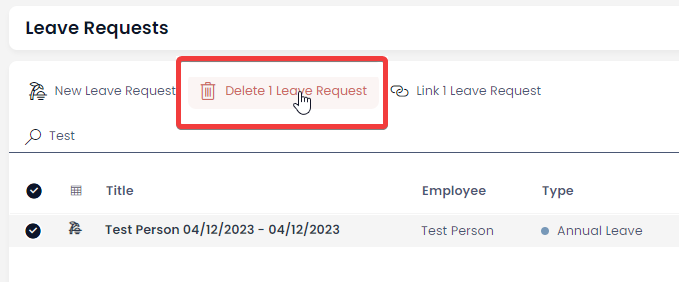 Leave Requests
New Leave Request Delete 1 Leave Request Link 1 Leave Request
Test
Title Employee Type
Test Person 04/12/2023 - 04/12/2023 Test Person Annual Leave